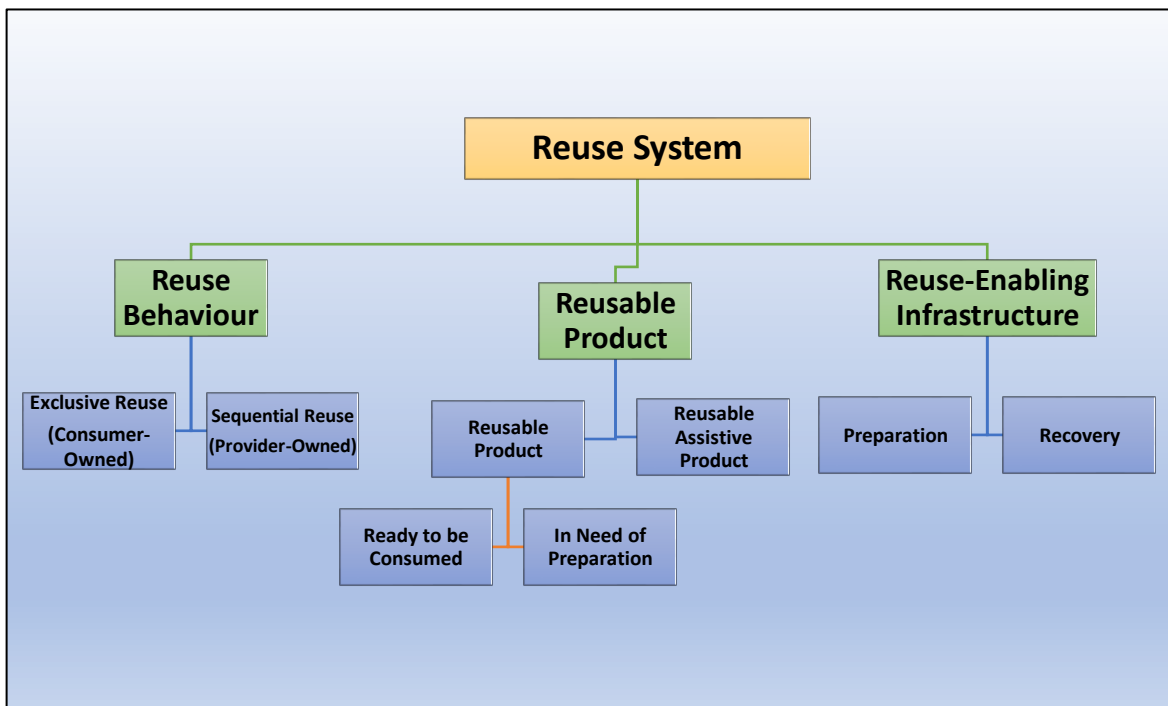 Reuse System
Reuse
Behaviour
Reusable
Product
Reuse-Enabling
Infrastructure
Exclusive Reuse
(Consumer-
Owned)
Sequential Reuse
(Provider-Owned)
Reusable
Product
Reusable
Assistive
Product
Preparation
Recovery
Ready to be
Consumed
In Need of
Preparation